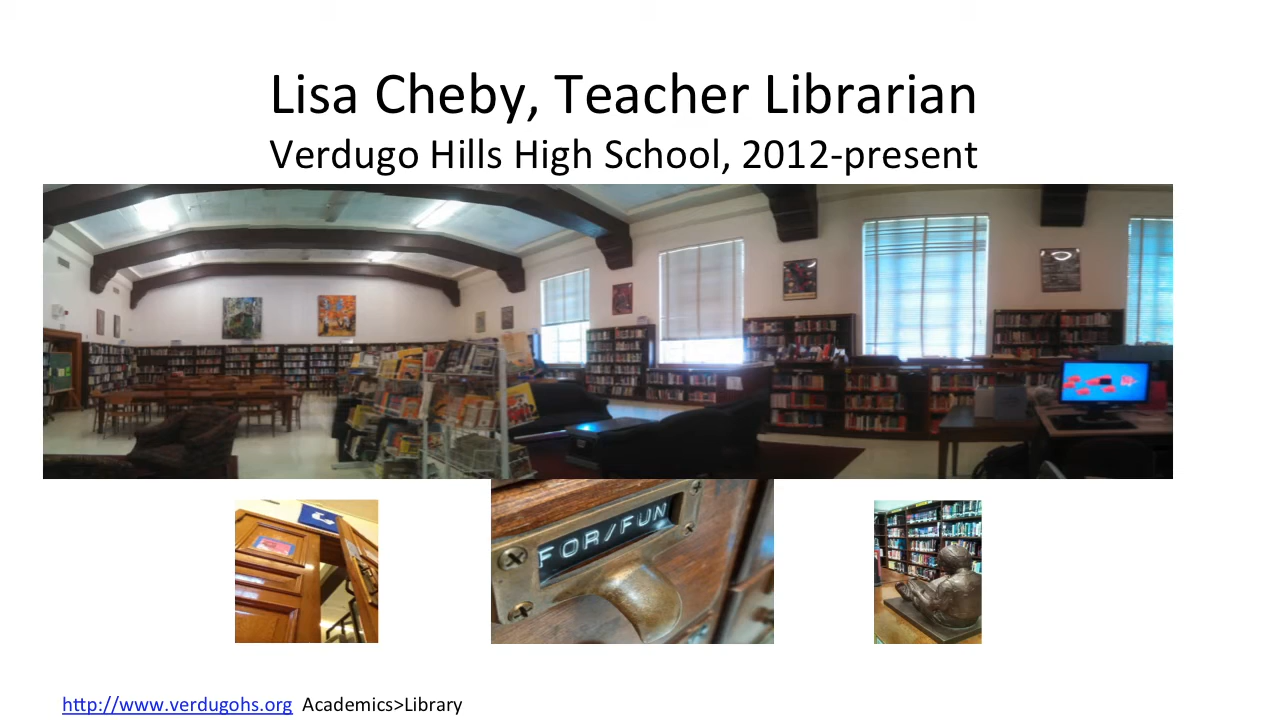 Lisa Cheby, Teacher Librarian
Verdugo Hills High School, 2012-present
FOR/FUN
http://www.verdugohs.org Academics>Library